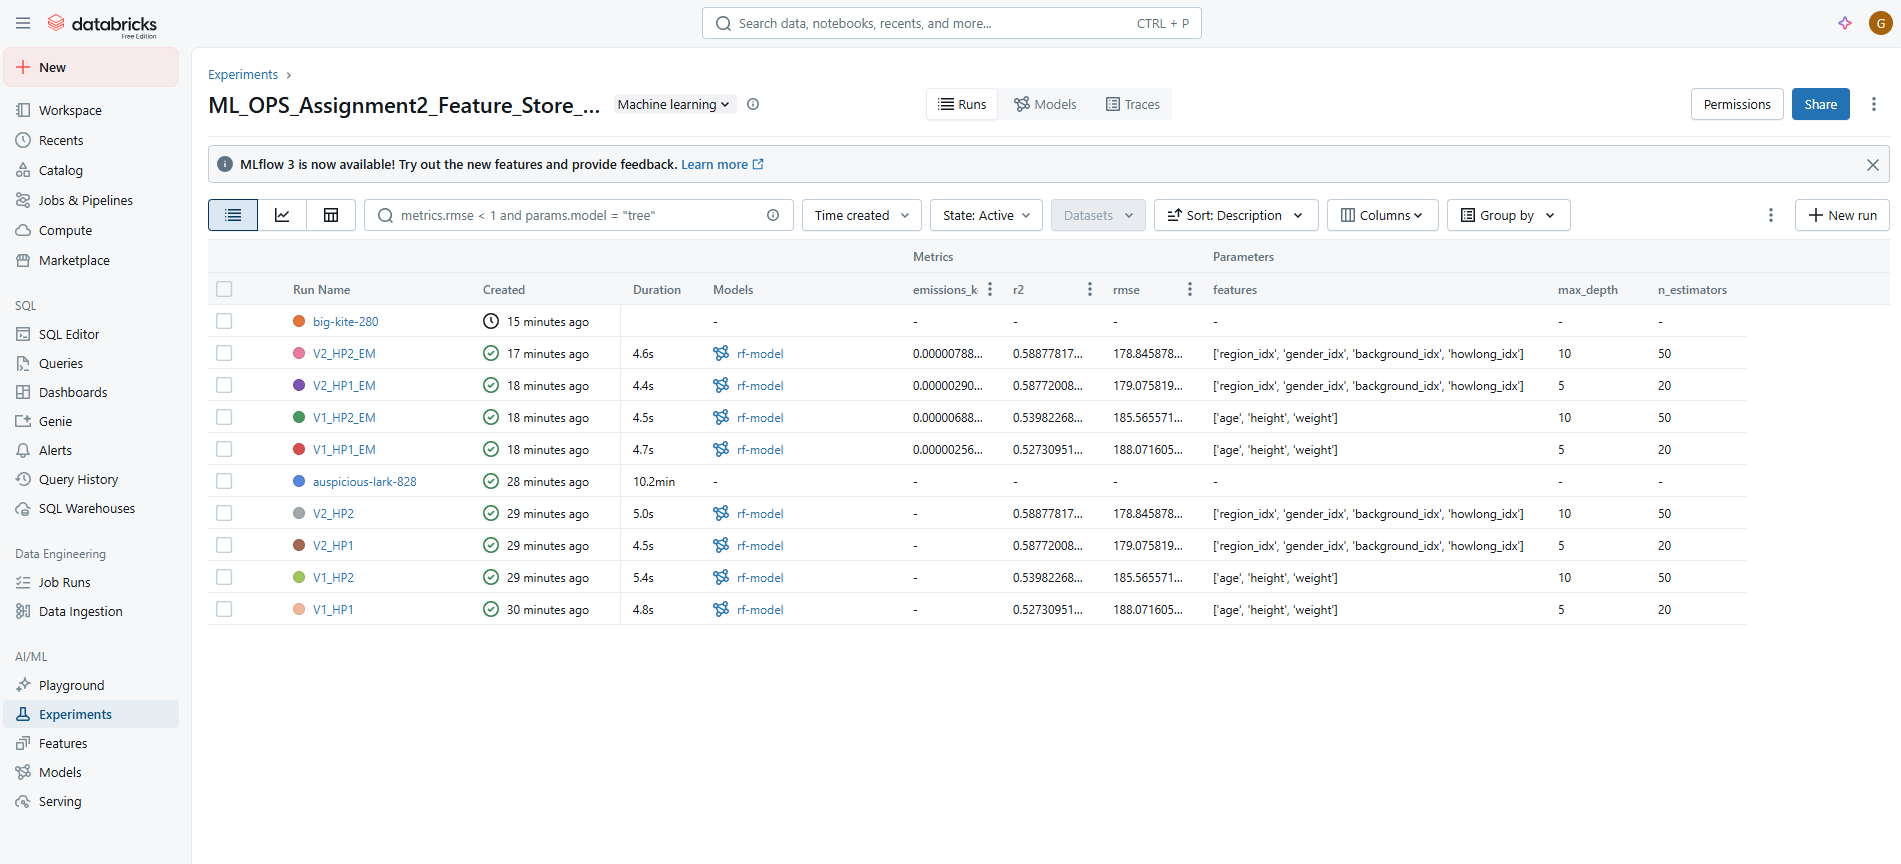 databricks
Free Edition
Search data, notebooks, recents, and more... CTRL + P
G
New
Workspace
Recents
Catalog
Jobs & Pipelines
Compute
Marketplace
SQL
SQL Editor
Queries
Dashboards
Genie
Alerts
Query History
SQL Warehouses
Data Engineering
Job Runs
Data Ingestion
AI/ML
Playground
Experiments
Features
Models
Serving
Experiments ›
ML_OPS_Assignment2_Feature_Store_... Machine learning
Runs Models Traces
Permissions Share
MLflow 3 is now available! Try out the new features and provide feedback. Learn more
metrics.rmse < 1 and params.model = "tree" Time created State: Active Datasets Sort: Description Columns Group by New run
Metrics Parameters
Run Name Created Duration Models emissions_k r2 rmse features max_depth n_estimators
big-kite-280 15 minutes ago - - - - - - -
V2_HP2_EM 17 minutes ago 4.6s rf-model 0.00000788... 0.58877817... 178.845878... ['region_idx', 'gender_idx', 'background_idx', 'howlong_idx'] 10 50
V2_HP1_EM 18 minutes ago 4.4s rf-model 0.00000290... 0.58772008... 179.075819... ['region_idx', 'gender_idx', 'background_idx', 'howlong_idx'] 5 20
V1_HP2_EM 18 minutes ago 4.5s rf-model 0.00000688... 0.53982268... 185.565571... ['age', 'height', 'weight'] 10 50
V1_HP1_EM 18 minutes ago 4.7s rf-model 0.00000256... 0.52730951... 188.071605... ['age', 'height', 'weight'] 5 20
auspicious-lark-828 28 minutes ago 10.2min - - - - - - -
V2_HP2 29 minutes ago 5.0s rf-model - 0.58877817... 178.845878... ['region_idx', 'gender_idx', 'background_idx', 'howlong_idx'] 10 50
V2_HP1 29 minutes ago 4.5s rf-model - 0.58772008... 179.075819... ['region_idx', 'gender_idx', 'background_idx', 'howlong_idx'] 5 20
V1_HP2 29 minutes ago 5.4s rf-model - 0.53982268... 185.565571... ['age', 'height', 'weight'] 10 50
V1_HP1 30 minutes ago 4.8s rf-model - 0.52730951... 188.071605... ['age', 'height', 'weight'] 5 20